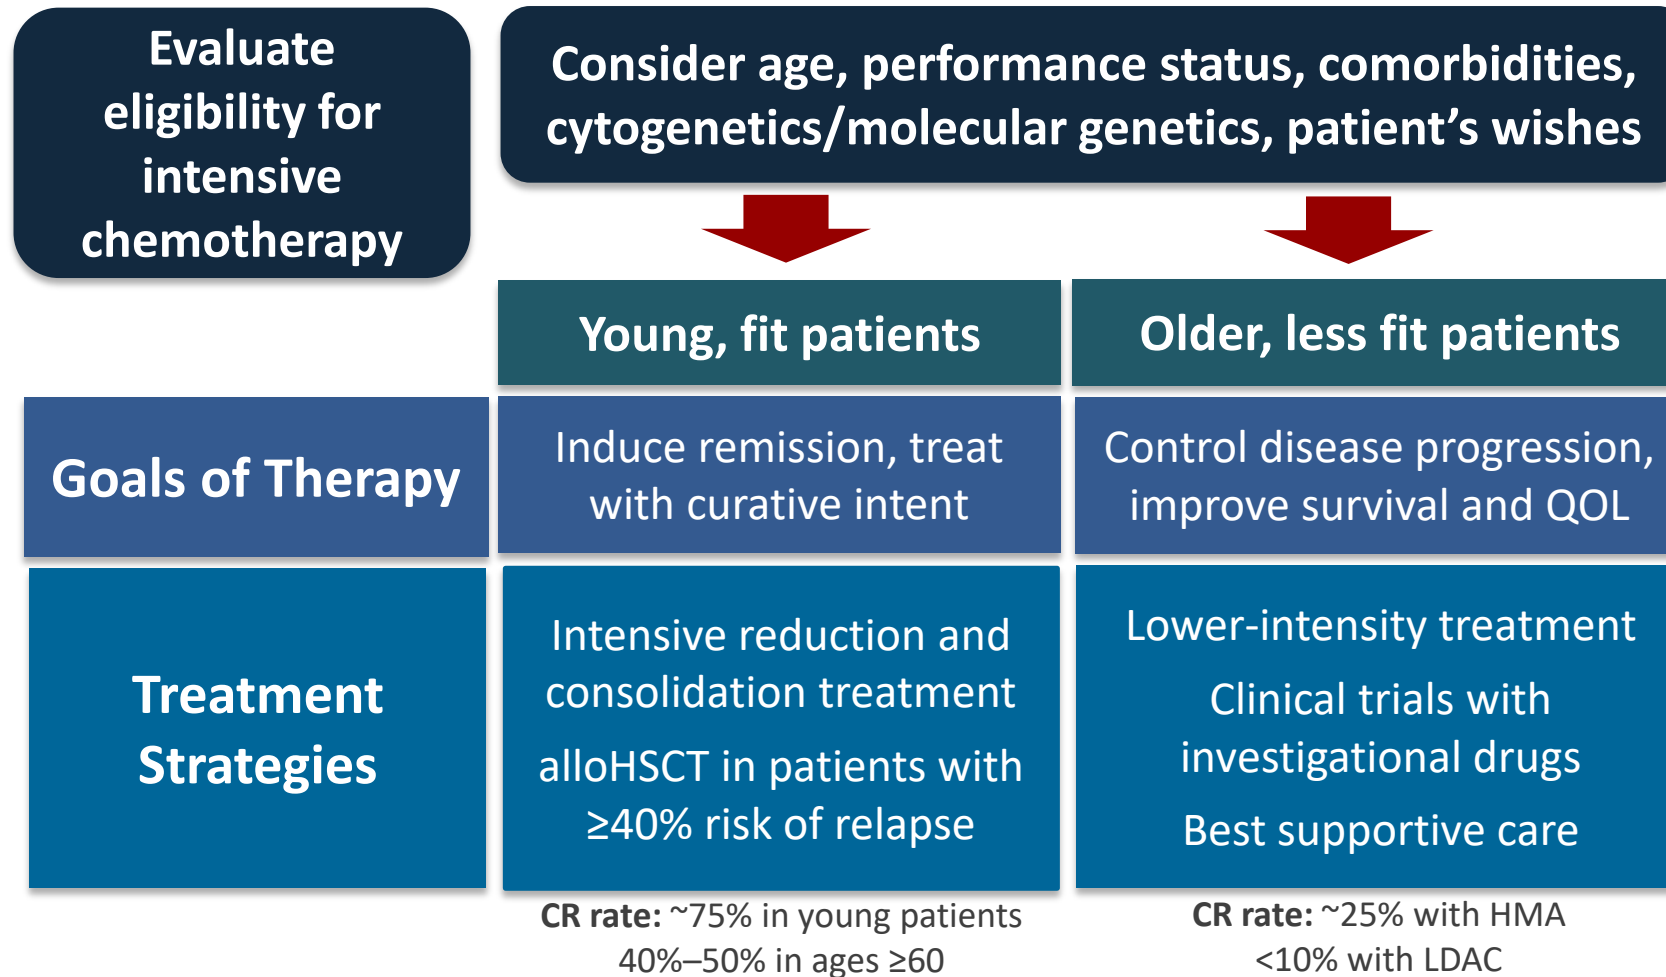 Evaluate
eligibility for
intensive
chemotherapy
Consider age, performance status, comorbidities,
cytogenetics/molecular genetics, patient’s wishes
Young, fit patients
Older, less fit patients
Goals of Therapy
Induce remission, treat
with curative intent
Control disease progression,
improve survival and QOL
Treatment
Strategies
Intensive reduction and
consolidation treatment
alloHSCT in patients with
≥40% risk of relapse
Lower-intensity treatment
Clinical trials with
investigational drugs
Best supportive care
CR rate: ~75% in young patients
40%–50% in ages ≥60
CR rate: ~25% with HMA
<10% with LDAC